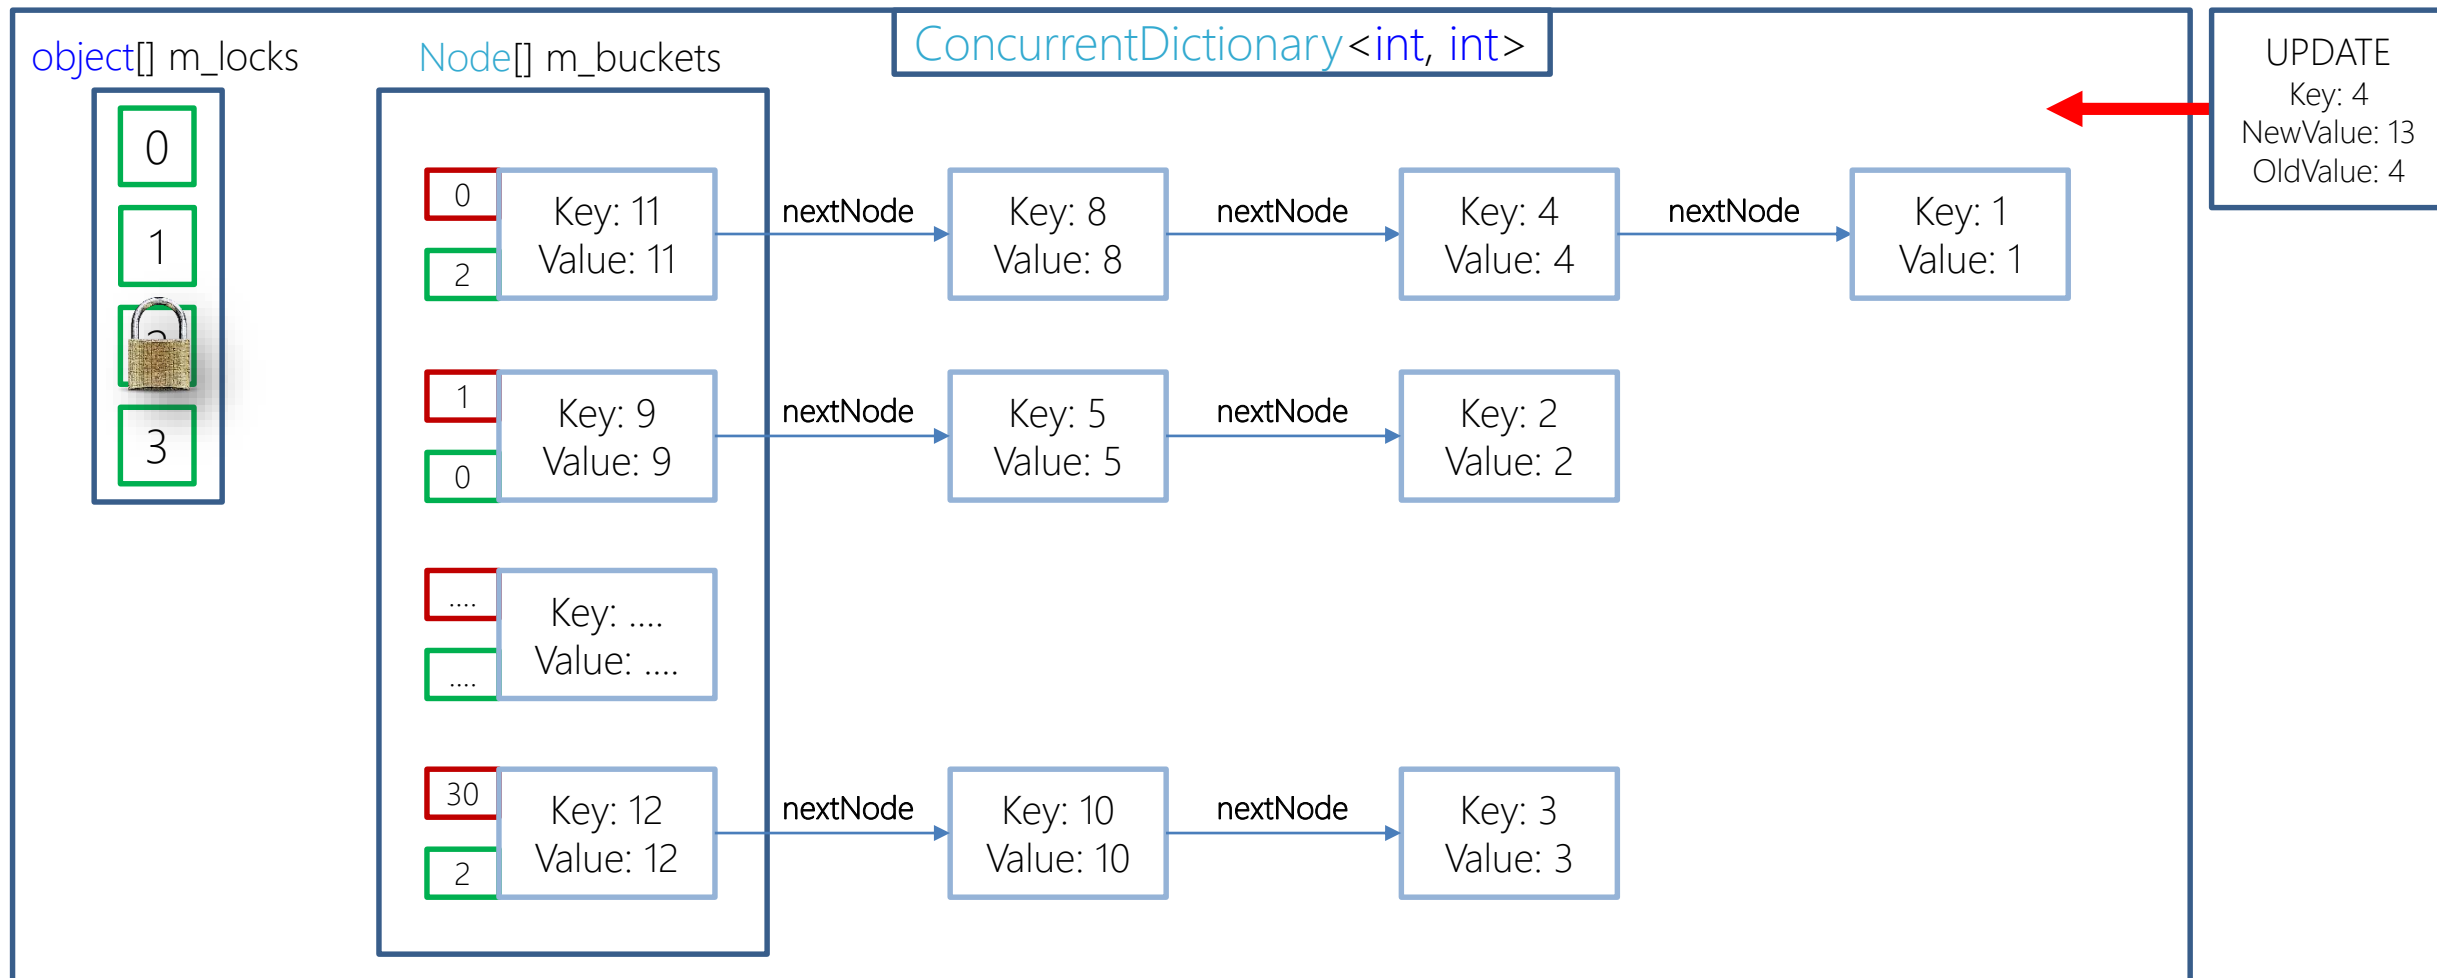 ConcurrentDictionary<int, int>
object[] m_locks
0
1
3
Node[] m_buckets
0
2
Key: 11
Value: 11
nextNode
Key: 8
Value: 8
nextNode
Key: 4
Value: 4
nextNode
Key: 1
Value: 1
1
0
Key: 9
Value: 9
nextNode
Key: 5
Value: 5
nextNode
Key: 2
Value: 2
....
....
Key: ....
Value: ....
30
2
Key: 12
Value: 12
nextNode
Key: 10
Value: 10
nextNode
Key: 3
Value: 3
UPDATE
Key: 4
NewValue: 13
OldValue: 4